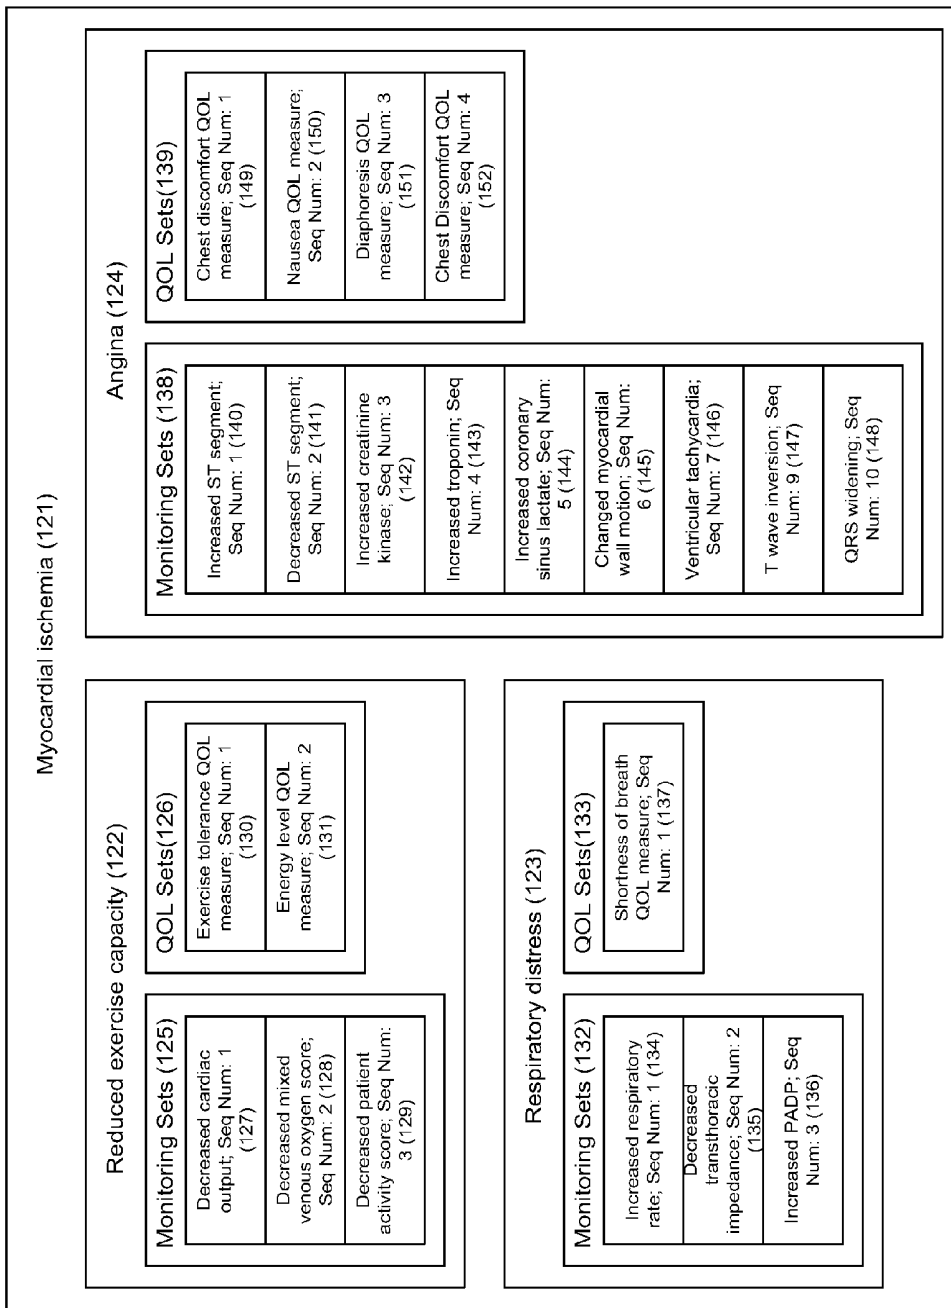 Myocardial ischemia (121)
Reduced exercise capacity (122)
Monitoring Sets (125)
Decreased cardiac
output; Seq Num: 1
(127)
Decreased mixed
venous oxygen score;
Seq Num: 2 (128)
Decreased patient
activity score; Seq Num:
3 (129)
QOL Sets(126)
Exercise tolerance QOL
measure; Seq Num: 1
(130)
Energy level QOL
measure; Seq Num: 2
(131)
Respiratory distress (123)
Monitoring Sets (132)
Increased respiratory
rate; Seq Num: 1 (134)
Decreased
transthoracic
impedance; Seq Num: 2
(135)
Increased PADP; Seq
Num: 3 (136)
QOL Sets(133)
Shortness of breath
QOL measure; Seq
Num: 1 (137)
Angina (124)
Monitoring Sets (138)
Increased ST segment;
Seq Num: 1 (140)
Decreased ST segment;
Seq Num: 2 (141)
Increased creatinine
kinase; Seq Num: 3
(142)
Increased troponin; Seq
Num: 4 (143)
Increased coronary
sinus lactate; Seq Num:
5 (144)
Changed myocardial
wall motion; Seq Num:
6 (145)
Ventricular tachycardia;
Seq Num: 7 (146)
T wave inversion; Seq
Num: 9 (147)
QRS widening; Seq
Num: 10 (148)
QOL Sets(139)
Chest discomfort QOL
measure; Seq Num: 1
(149)
Nausea QOL measure;
Seq Num: 2 (150)
Diaphoresis QOL
measure; Seq Num: 3
(151)
Chest Discomfort QOL
measure; Seq Num: 4
(152)